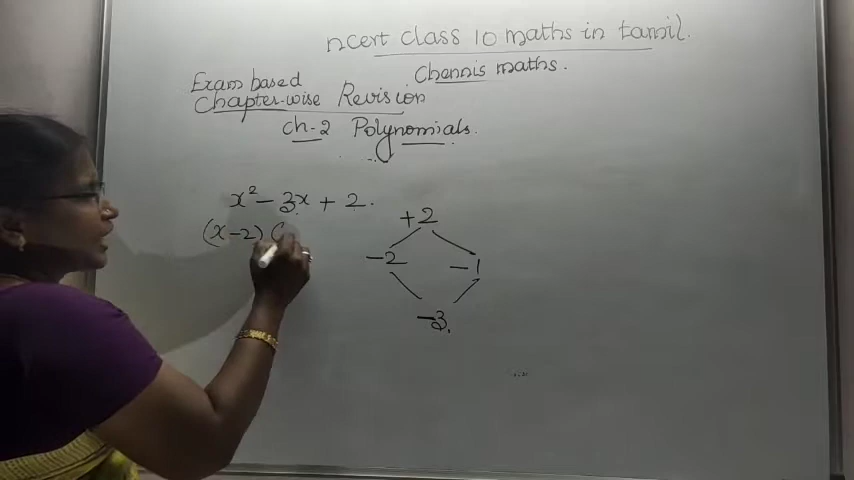 ncert class 10 maths in tamil.
Chennis maths.
Exam based
Chapter-wise Revision
ch-2 Polynomials.
x² - 3x + 2.
(x-2) (
+2
-2 -1
-3.